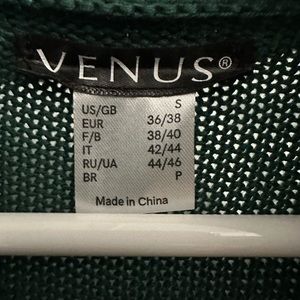 VENUS®
US/GB S
EUR 36/38
F/B 38/40
IT 42/44
RU/UA 44/46
BR P
Made in China